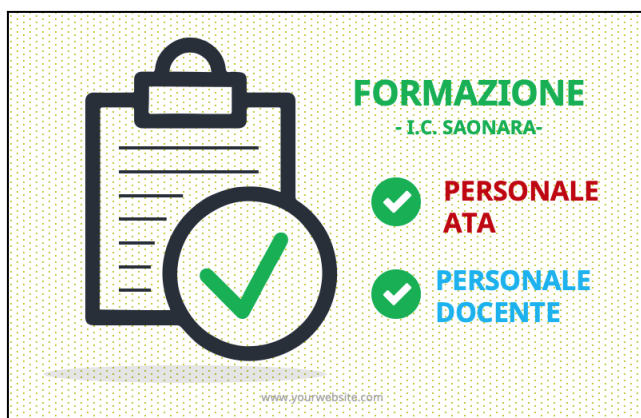 FORMAZIONE
- I.C. SAONARA-
PERSONALE
ATA
PERSONALE
DOCENTE
www.yourwebsite.com